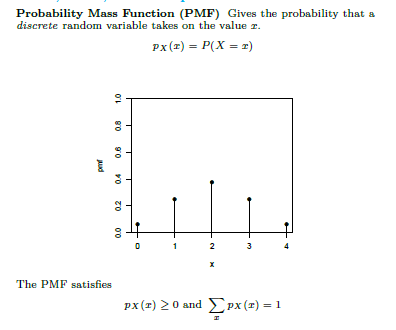 Probability Mass Function (PMF) Gives the probability that a
discrete random variable takes on the value x.
pX(x) = P(X = x)
1.0
0.8
0.6
0.4
0.2
0.0
pmf
0 1 2 3 4
x
The PMF satisfies
pX(x) ≥ 0 and ∑x pX(x) = 1